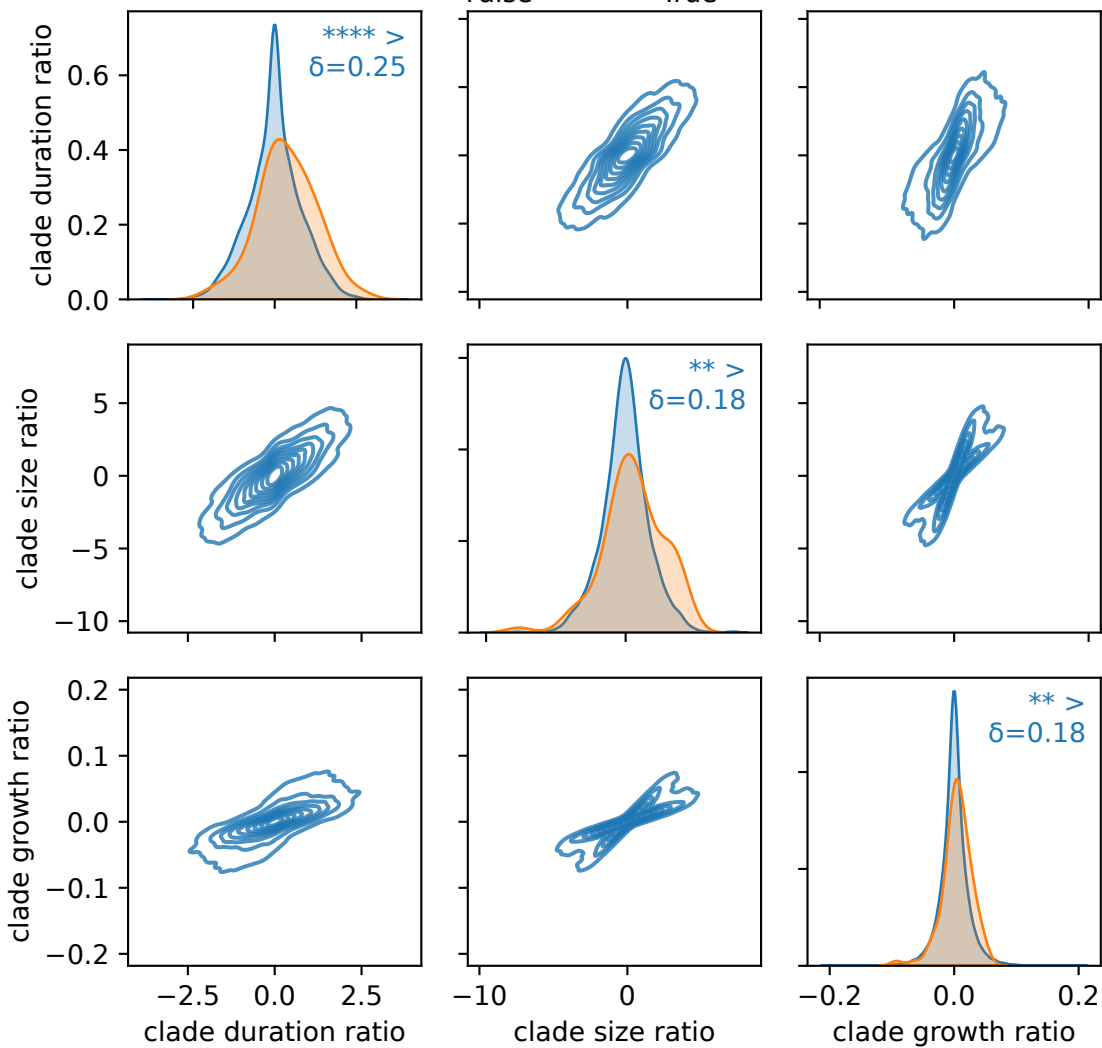 False True
clade duration ratio
0.6
0.4
0.2
0.0
**** >
δ=0.25
clade size ratio
5
0
−5
−10
** >
δ=0.18
clade growth ratio
0.2
0.1
0.0
−0.1
−0.2
** >
δ=0.18
−2.5 0.0 2.5
−10 0
−0.2 0.0 0.2
clade duration ratio
clade size ratio
clade growth ratio